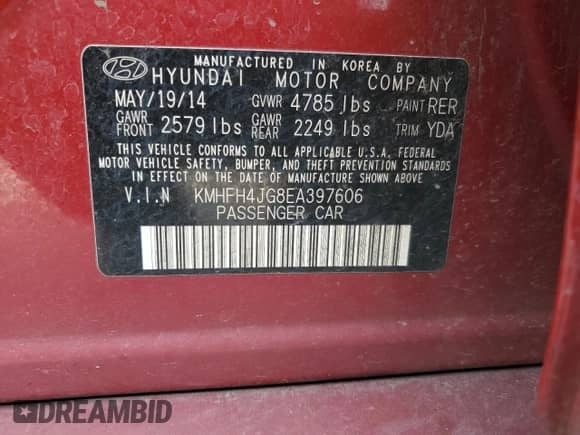 MANUFACTURED IN KOREA BY
HYUNDAI MOTOR COMPANY
MAY/19/14 GVWR 4785 lbs PAINT RER
GAWR FRONT 2579 lbs GAWR REAR 2249 lbs TRIM YDA
THIS VEHICLE CONFORMS TO ALL APPLICABLE U.S.A. FEDERAL
MOTOR VEHICLE SAFETY, BUMPER, AND THEFT PREVENTION STANDARDS
IN EFFECT ON THE DATE OF MANUFACTURE SHOWN ABOVE.
V.I.N KMHFH4JG8EA397606
PASSENGER CAR
DREAMBID